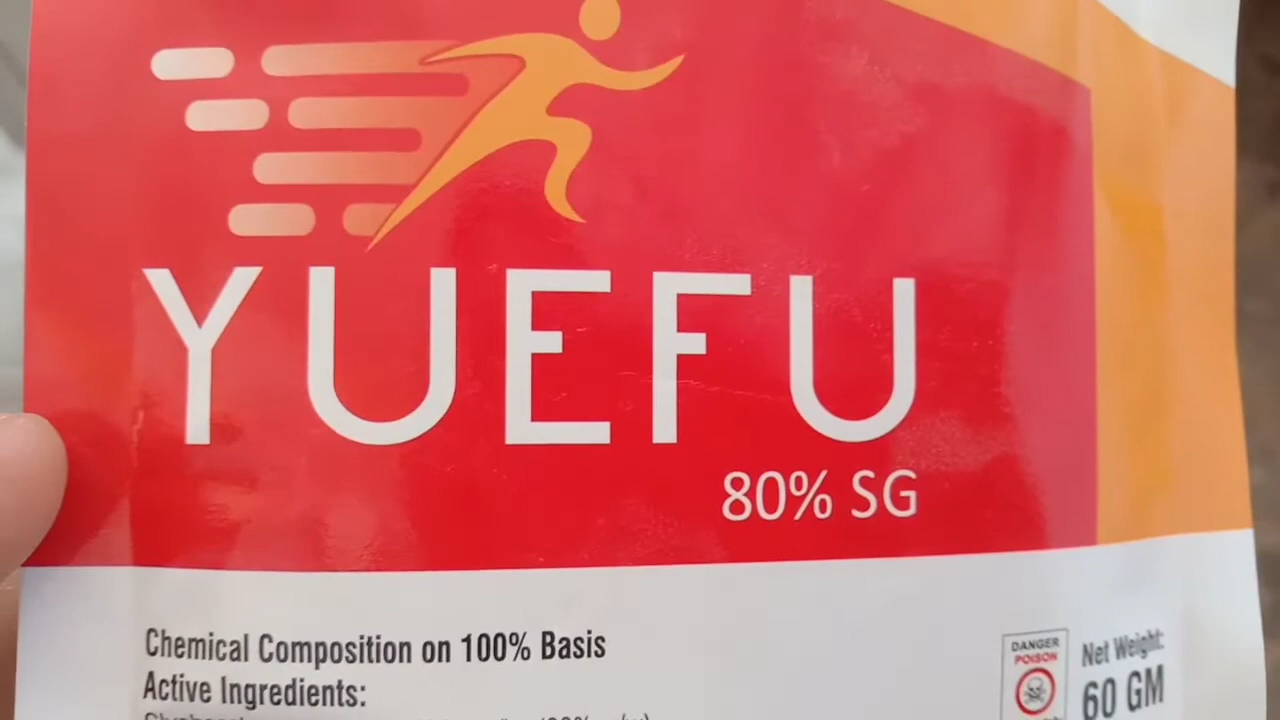 YUEFU
80% SG
Chemical Composition on 100% Basis
Active Ingredients:
DANGER
POISON
Net Weight:
60 GM